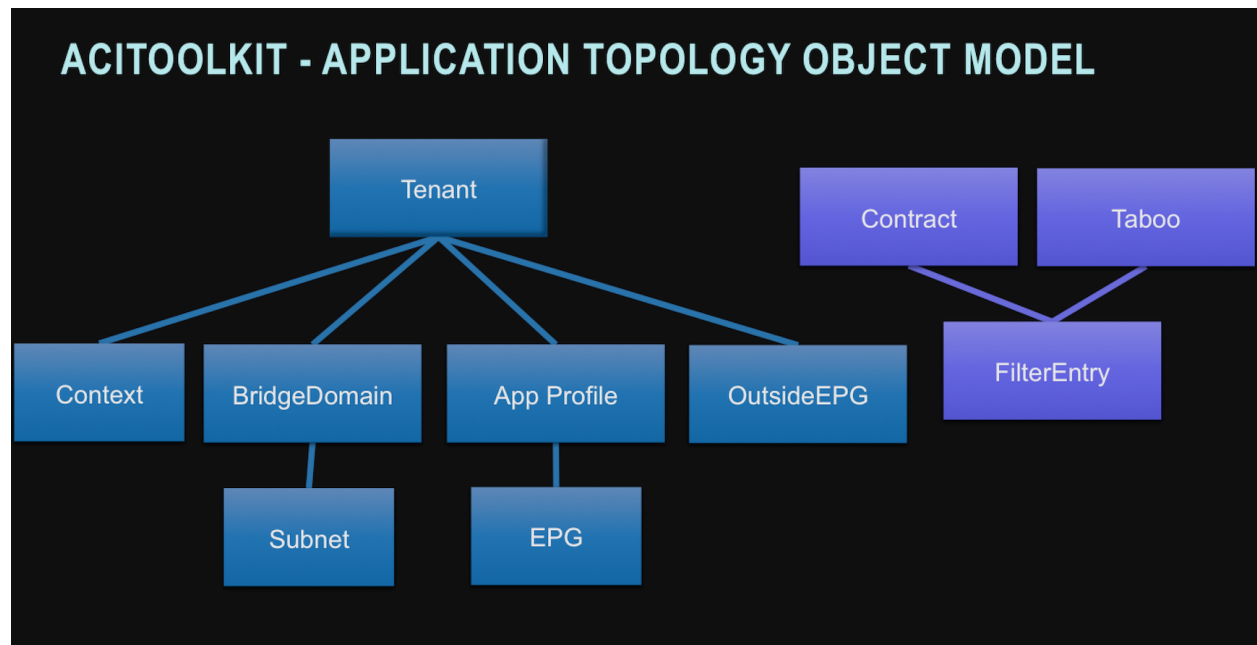 ACITOOLKIT - APPLICATION TOPOLOGY OBJECT MODEL
Tenant
Contract
Taboo
Context
BridgeDomain
App Profile
OutsideEPG
FilterEntry
Subnet
EPG